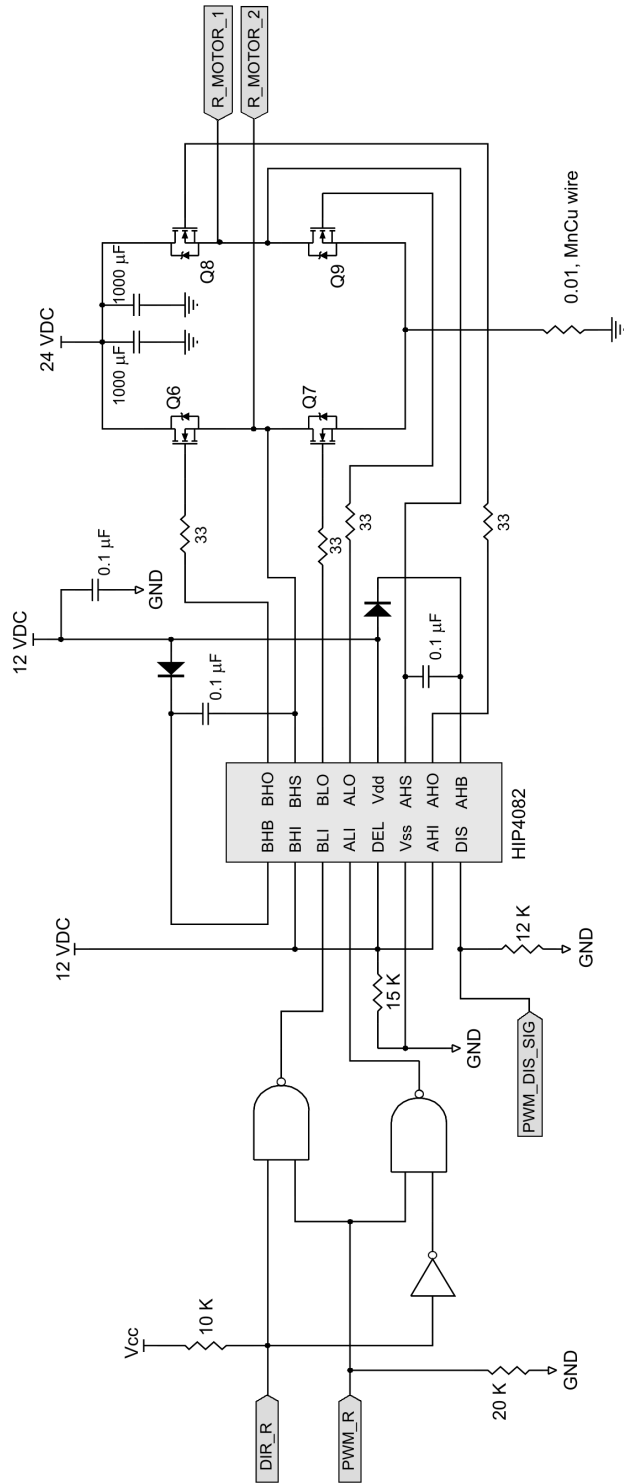 Vcc
10 K
DIR_R
PWM_R
20 K
GND
12 VDC
15 K
GND
PWM_DIS_SIG
12 K
GND
BHB BHO
BHI BHS
BLI BLO
ALI ALO
DEL Vdd
Vss AHS
AHI AHO
DIS AHB
HIP4082
12 VDC
0.1 µF
GND
0.1 µF
0.1 µF
33
33
33
33
24 VDC
1000 µF
1000 µF
Q6
Q8
Q7
Q9
R_MOTOR_1
R_MOTOR_2
0.01, MnCu wire